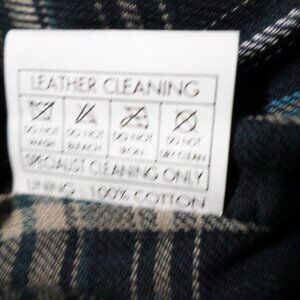 LEATHER CLEANING
DO NOT WASH
DO NOT BLEACH
DO NOT IRON
DO NOT DRY CLEAN
SPECIALIST CLEANING ONLY
LINING : 100% COTTON